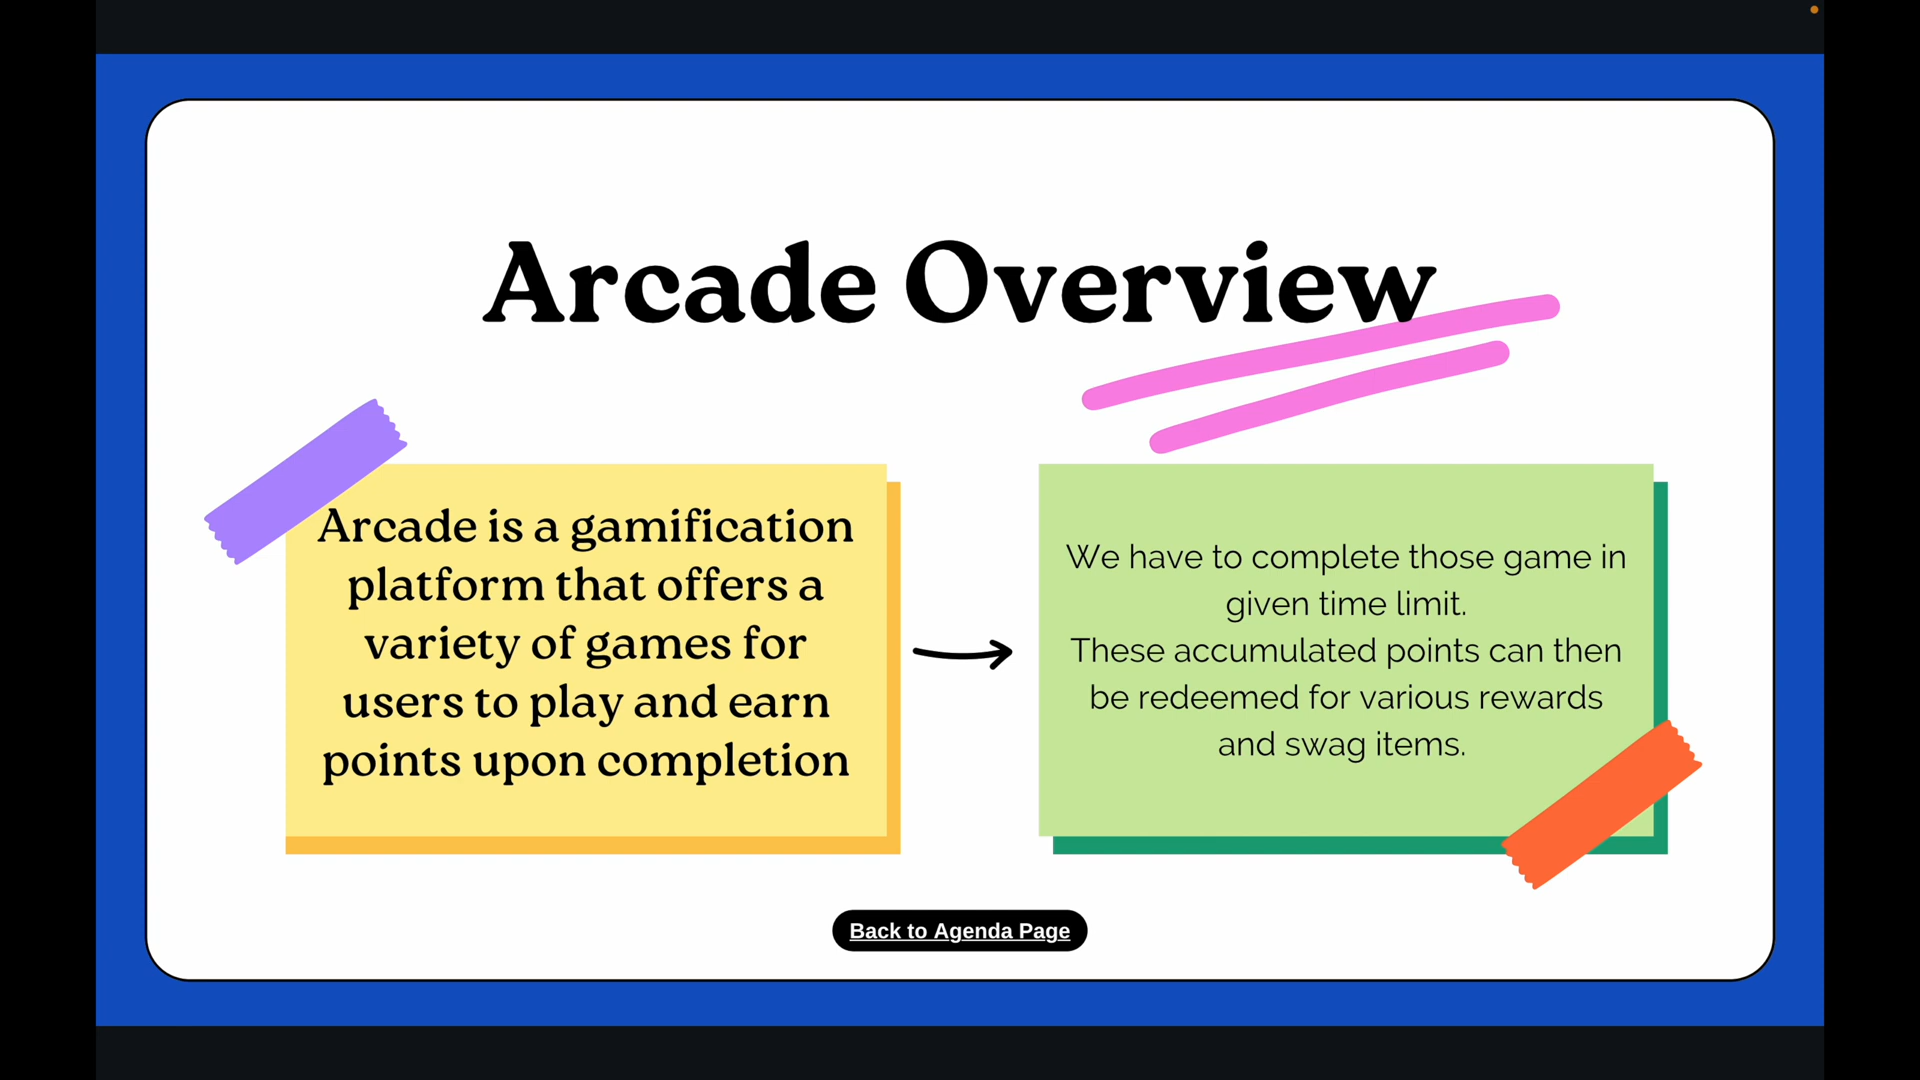 Arcade Overview
Arcade is a gamification
platform that offers a
variety of games for
users to play and earn
points upon completion
We have to complete those game in
given time limit.
These accumulated points can then
be redeemed for various rewards
and swag items.
Back to Agenda Page